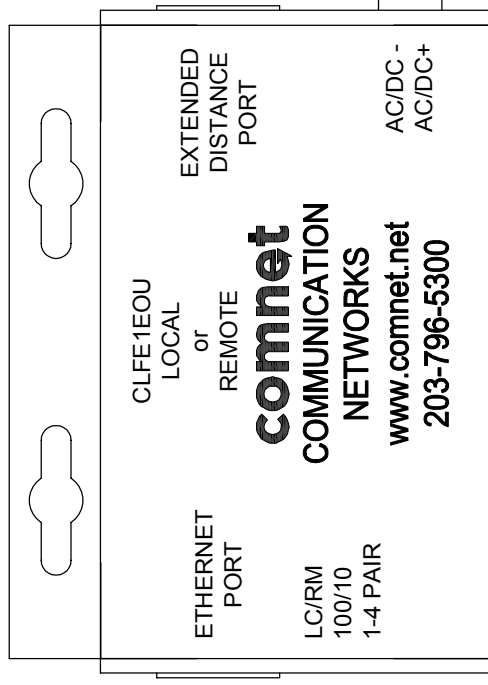 CLFE1EOU
LOCAL
or
REMOTE
ETHERNET
PORT
EXTENDED
DISTANCE
PORT
comnet
COMMUNICATION
NETWORKS
www.comnet.net
203-796-5300
LC/RM
100/10
1-4 PAIR
AC/DC -
AC/DC+